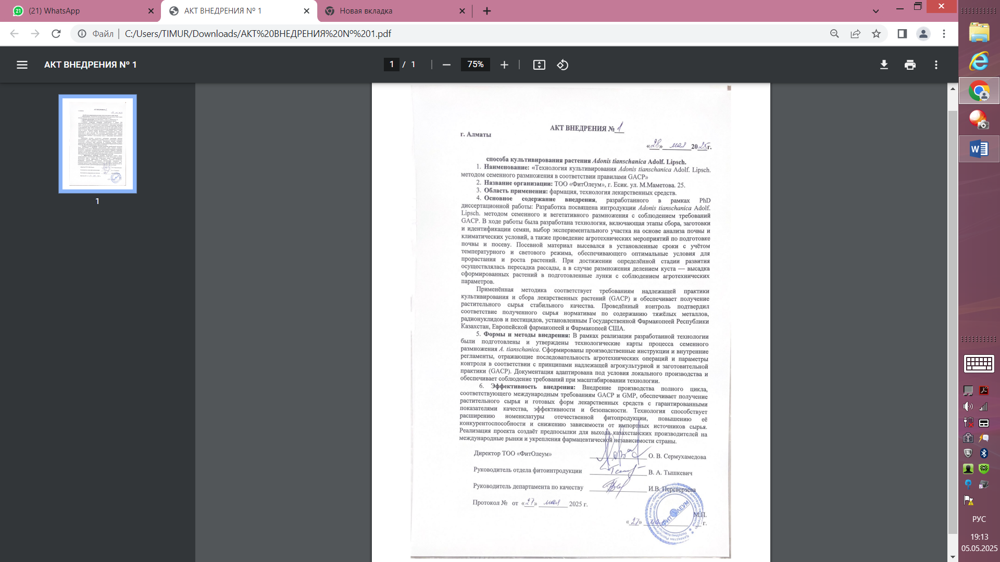 (21) WhatsApp
АКТ ВНЕДРЕНИЯ № 1
Новая вкладка
Файл
C:/Users/TIMUR/Downloads/АКТ%20ВНЕДРЕНИЯ%20№%201.pdf
АКТ ВНЕДРЕНИЯ № 1
1 / 1
75%
1
АКТ ВНЕДРЕНИЯ № 1
г. Алматы
«28» мая 2025г.
способа культивирования растения Adonis tianschanica Adolf. Lipsch.
1. Наименование: «Технология культивирования Adonis tianschanica Adolf. Lipsch.
методом семенного размножения в соответствии правилами GACP»
2. Название организации: ТОО «ФитОлеум», г. Есик. ул. М.Маметова. 25.
3. Область применения: фармация, технология лекарственных средств.
4. Основное содержание внедрения, разработанного в рамках PhD
диссертационной работы: Разработка посвящена интродукции Adonis tianschanica Adolf.
Lipsch. методом семенного и вегетативного размножения с соблюдением требований
GACP. В ходе работы была разработана технология, включающая этапы сбора, заготовки
и идентификации семян, выбор экспериментального участка на основе анализа почвы и
климатических условий, а также проведение агротехнических мероприятий по подготовке
почвы и посеву. Посевной материал высевался в установленные сроки с учётом
температурного и светового режима, обеспечивающего оптимальные условия для
прорастания и роста растений. При достижении определённой стадии развития
осуществлялась пересадка рассады, а в случае размножения делением куста — высадка
сформированных растений в подготовленные лунки с соблюдением агротехнических
параметров.
Применённая методика соответствует требованиям надлежащей практики
культивирования и сбора лекарственных растений (GACP) и обеспечивает получение
растительного сырья стабильного качества. Проведённый контроль подтвердил
соответствие полученного сырья нормативам по содержанию тяжёлых металлов,
радионуклидов и пестицидов, установленным Государственной Фармакопеей Республики
Казахстан, Европейской фармакопеей и Фармакопеей США.
5. Формы и методы внедрения: В рамках реализации разработанной технологии
были подготовлены и утверждены технологические карты процесса семенного
размножения A. tianschanica. Сформированы производственные инструкции и внутренние
регламенты, отражающие последовательность агротехнических операций и параметры
контроля в соответствии с принципами надлежащей агрокультурной и заготовительной
практики (GACP). Документация адаптирована под условия локального производства и
обеспечивает соблюдение требований при масштабировании технологии.
6. Эффективность внедрения: Внедрение производства полного цикла,
соответствующего международным требованиям GACP и GMP, обеспечивает получение
растительного сырья и готовых форм лекарственных средств с гарантированными
показателями качества, эффективности и безопасности. Технология способствует
расширению номенклатуры отечественной фитопродукции, повышению её
конкурентоспособности и снижению зависимости от импортных источников сырья.
Реализация проекта создаёт предпосылки для выхода казахстанских производителей на
международные рынки и укрепления фармацевтической независимости страны.
Директор ТОО «ФитОлеум» О. В. Сермухамедова
Руководитель отдела фитоинтродукции В. А. Тышкевич
Руководитель департамента по качеству И.В. Переверзева
Протокол № от «27» мая 2025 г.
М.П.
«27» г.
ФИТОЛЕУМ
РУС
19:13
05.05.2025